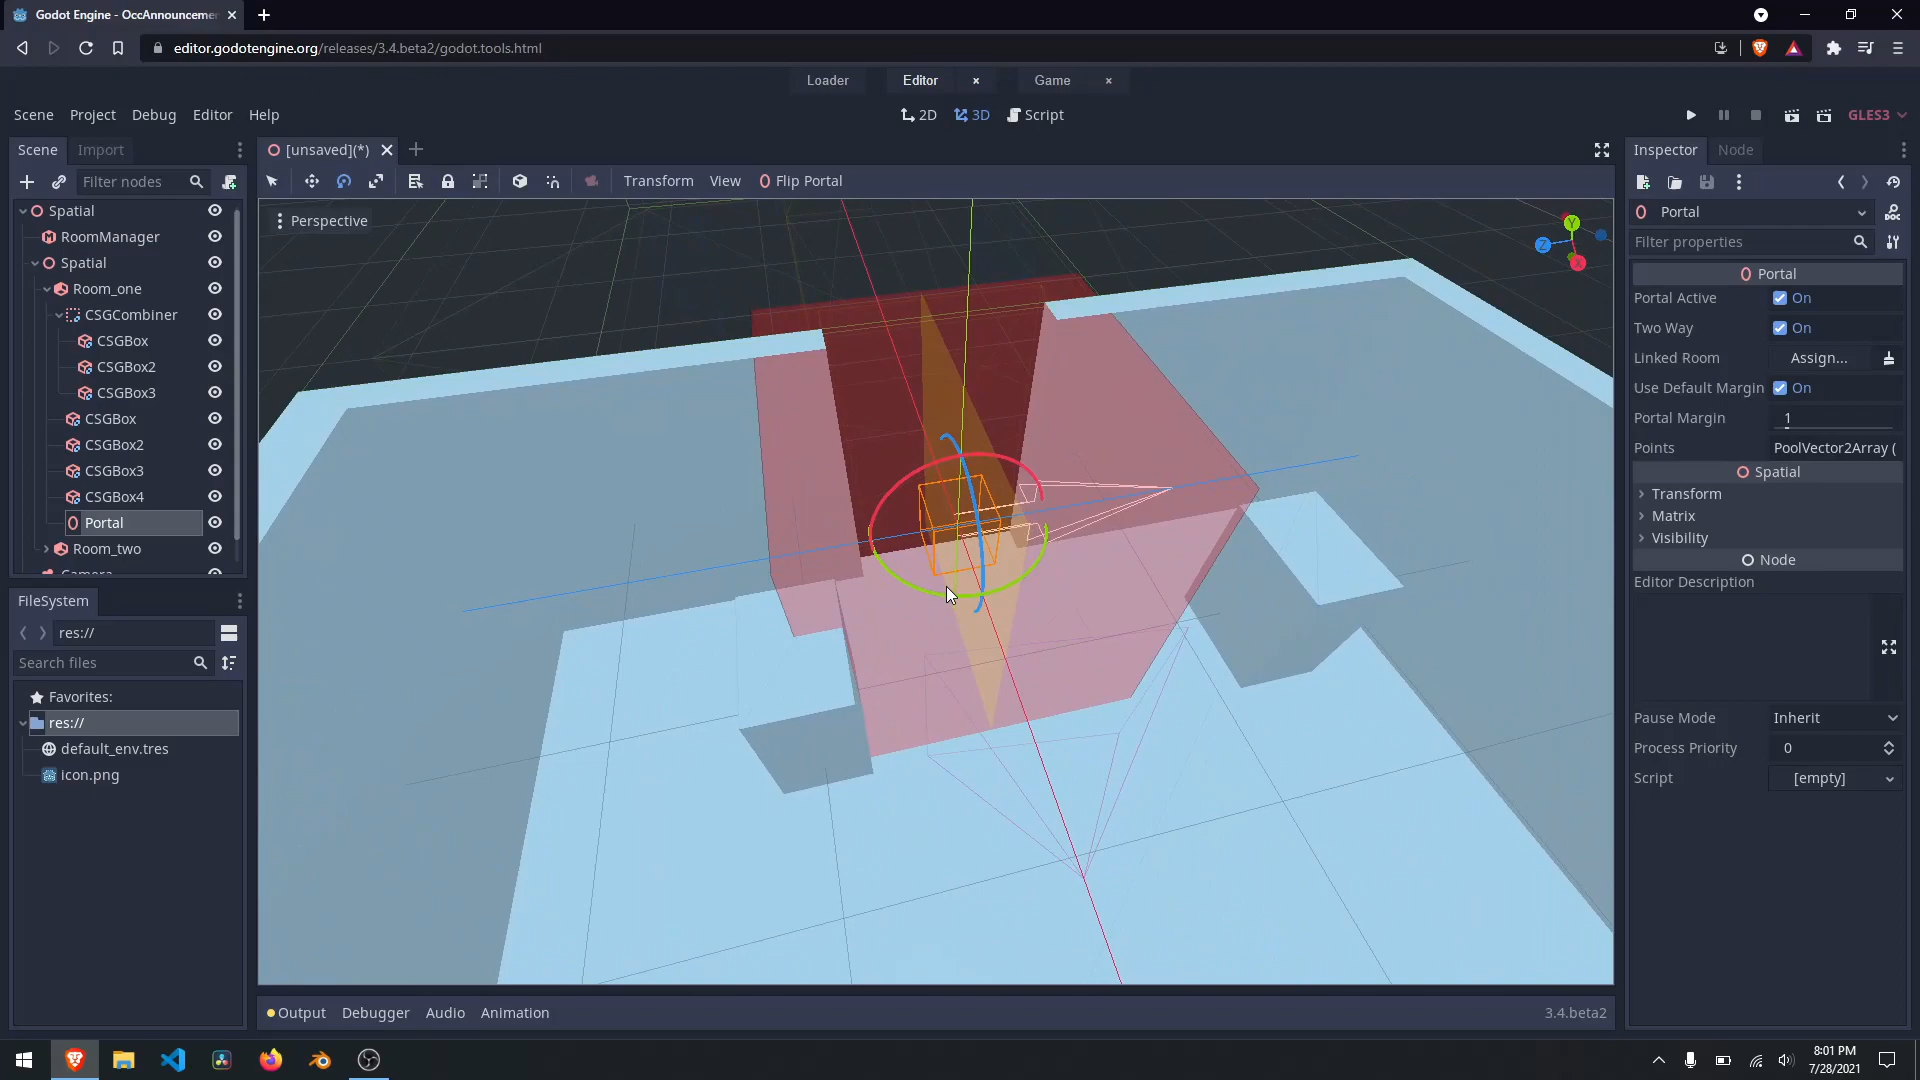 Godot Engine - OccAnnounceme
editor.godotengine.org/releases/3.4.beta2/godot.tools.html
Loader
Editor
Game
Scene
Project
Debug
Editor
Help
2D
3D
Script
GLES3
Scene
Import
[unsaved](*)
Inspector
Node
Filter nodes
Transform
View
Flip Portal
Spatial
RoomManager
Spatial
Room_one
CSGCombiner
CSGBox
CSGBox2
CSGBox3
CSGBox
CSGBox2
CSGBox3
CSGBox4
Portal
Room_two
Camera
Perspective
Y
Z
X
Portal
Filter properties
Portal
Portal Active
On
Two Way
On
Linked Room
Assign...
Use Default Margin
On
Portal Margin
1
Points
PoolVector2Array (
Spatial
Transform
Matrix
Visibility
Node
Editor Description
Pause Mode
Inherit
Process Priority
0
Script
[empty]
FileSystem
res://
Search files
Favorites:
res://
default_env.tres
icon.png
Output
Debugger
Audio
Animation
3.4.beta2
8:01 PM
7/28/2021